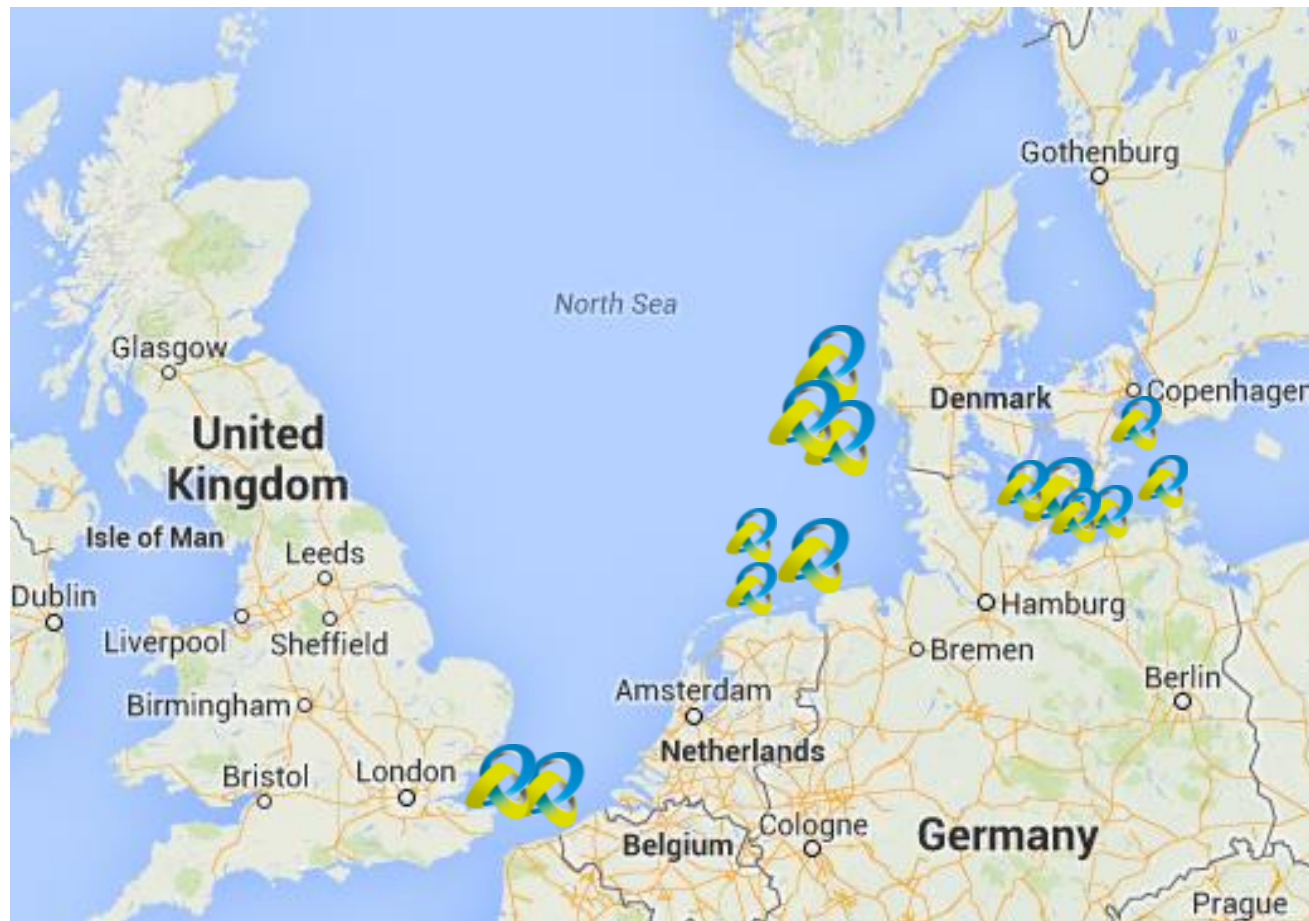 Gothenburg
North Sea
Glasgow
Denmark
Copenhagen
United
Kingdom
Isle of Man
Leeds
Dublin
Hamburg
Liverpool
Sheffield
Bremen
Birmingham
Amsterdam
Berlin
Netherlands
Bristol
London
Belgium
Cologne
Germany
Prague